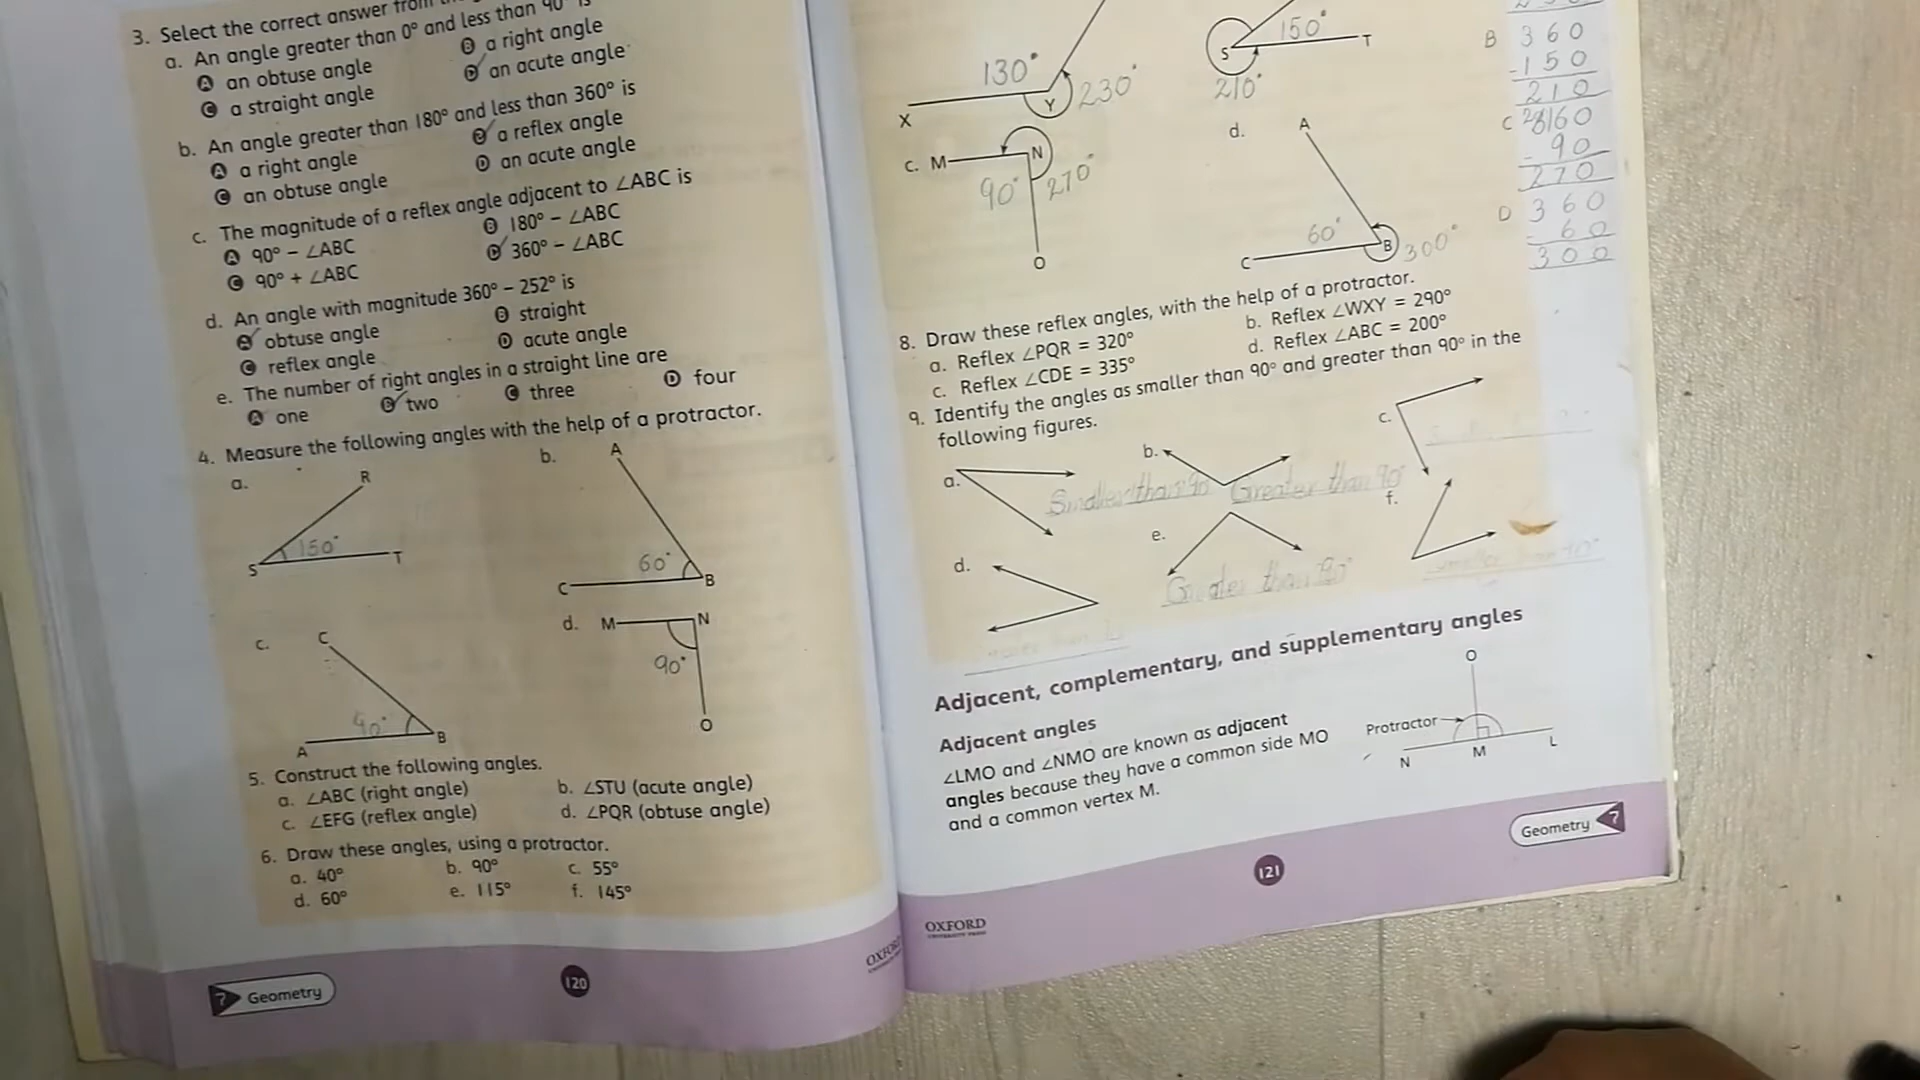 3. Select the correct answer from
a. An angle greater than 0° and less than 90° is
A an obtuse angle
B a right angle
C a straight angle
D an acute angle
b. An angle greater than 180° and less than 360° is
A a right angle
B a reflex angle
C an obtuse angle
D an acute angle
c. The magnitude of a reflex angle adjacent to ∠ABC is
A 90° – ∠ABC
B 180° – ∠ABC
C 90° + ∠ABC
D 360° – ∠ABC
d. An angle with magnitude 360° – 252° is
A obtuse angle
B straight
C reflex angle
D acute angle
e. The number of right angles in a straight line are
A one
B two
C three
D four
4. Measure the following angles with the help of a protractor.
a.
R
S
150°
T
b.
A
60°
C
B
c.
C
40°
A
B
d. M
N
90°
O
5. Construct the following angles.
a. ∠ABC (right angle)
b. ∠STU (acute angle)
c. ∠EFG (reflex angle)
d. ∠PQR (obtuse angle)
6. Draw these angles, using a protractor.
a. 40°
b. 90°
c. 55°
d. 60°
e. 115°
f. 145°
7 Geometry
120
OXFORD
130°
X
Y
230°
S
150°
T
210°
c. M
N
90°
270°
O
d.
A
60°
C
B
300°
B 360
-150
210
C 360
- 90
270
D 360
- 60
300
8. Draw these reflex angles, with the help of a protractor.
a. Reflex ∠PQR = 320°
b. Reflex ∠WXY = 290°
c. Reflex ∠CDE = 335°
d. Reflex ∠ABC = 200°
9. Identify the angles as smaller than 90° and greater than 90° in the
following figures.
a.
Smaller than 90
b.
Greater than 90°
c.
d.
e.
Greater than 90°
f.
Smaller than 90°
Adjacent, complementary, and supplementary angles
Adjacent angles
∠LMO and ∠NMO are known as adjacent
angles because they have a common side MO
and a common vertex M.
O
Protractor
N
M
L
Geometry 7
121
OXFORD
UNIVERSITY PRESS